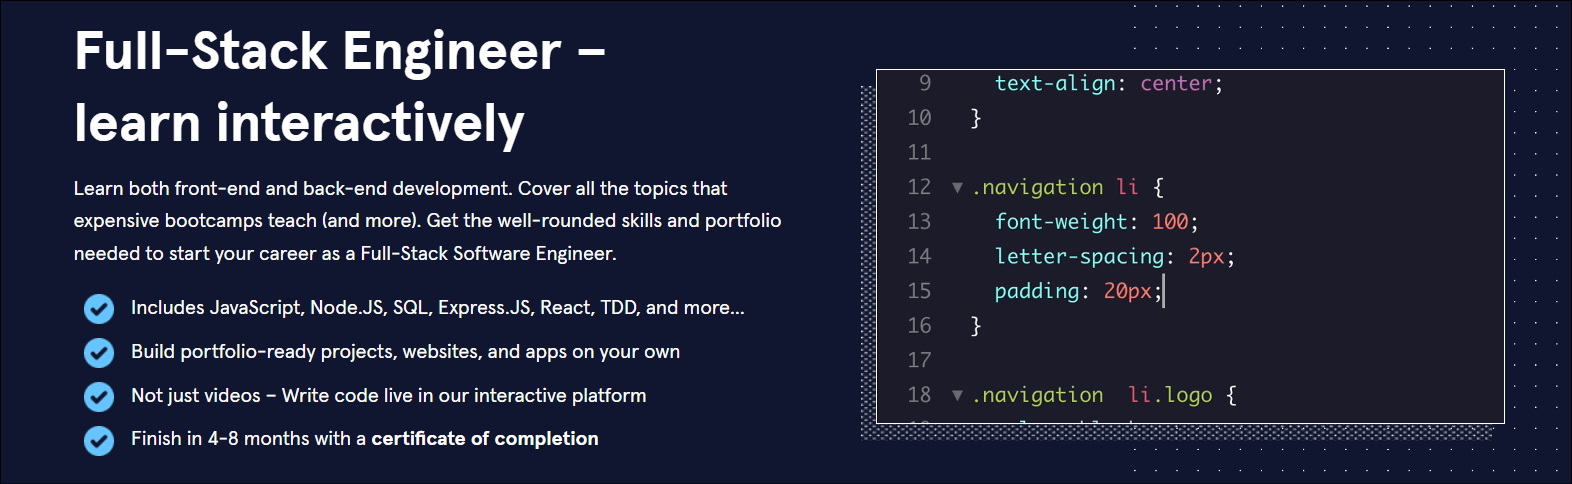 Full-Stack Engineer –
learn interactively
Learn both front-end and back-end development. Cover all the topics that
expensive bootcamps teach (and more). Get the well-rounded skills and portfolio
needed to start your career as a Full-Stack Software Engineer.
Includes JavaScript, Node.JS, SQL, Express.JS, React, TDD, and more...
Build portfolio-ready projects, websites, and apps on your own
Not just videos – Write code live in our interactive platform
Finish in 4-8 months with a certificate of completion
9 text-align: center;
10 }
11
12 .navigation li {
13 font-weight: 100;
14 letter-spacing: 2px;
15 padding: 20px;
16 }
17
18 .navigation  li.logo {